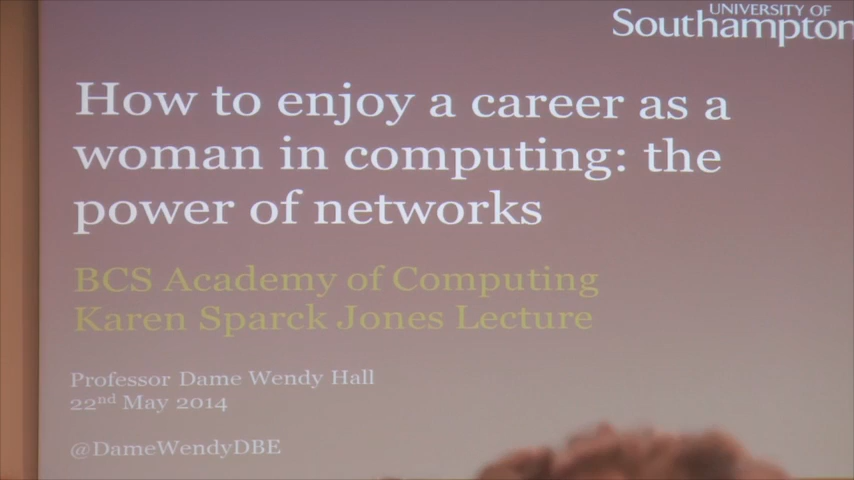 UNIVERSITY OF
Southampton
How to enjoy a career as a
woman in computing: the
power of networks
BCS Academy of Computing
Karen Sparck Jones Lecture
Professor Dame Wendy Hall
22nd May 2014
@DameWendyDBE